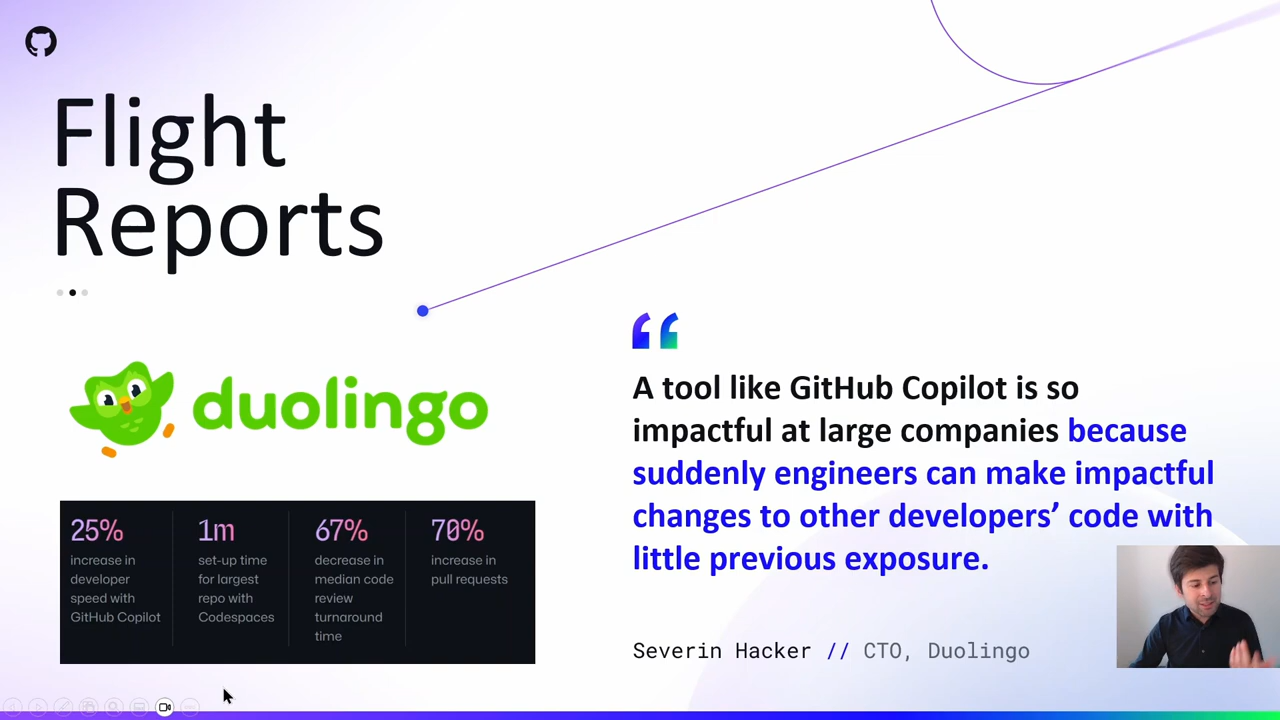 Flight
Reports
duolingo
25%
increase in
developer
speed with
GitHub Copilot
1m
set-up time
for largest
repo with
Codespaces
67%
decrease in
median code
review
turnaround
time
70%
increase in
pull requests
“
A tool like GitHub Copilot is so
impactful at large companies because
suddenly engineers can make impactful
changes to other developers’ code with
little previous exposure.
Severin Hacker // CTO, Duolingo